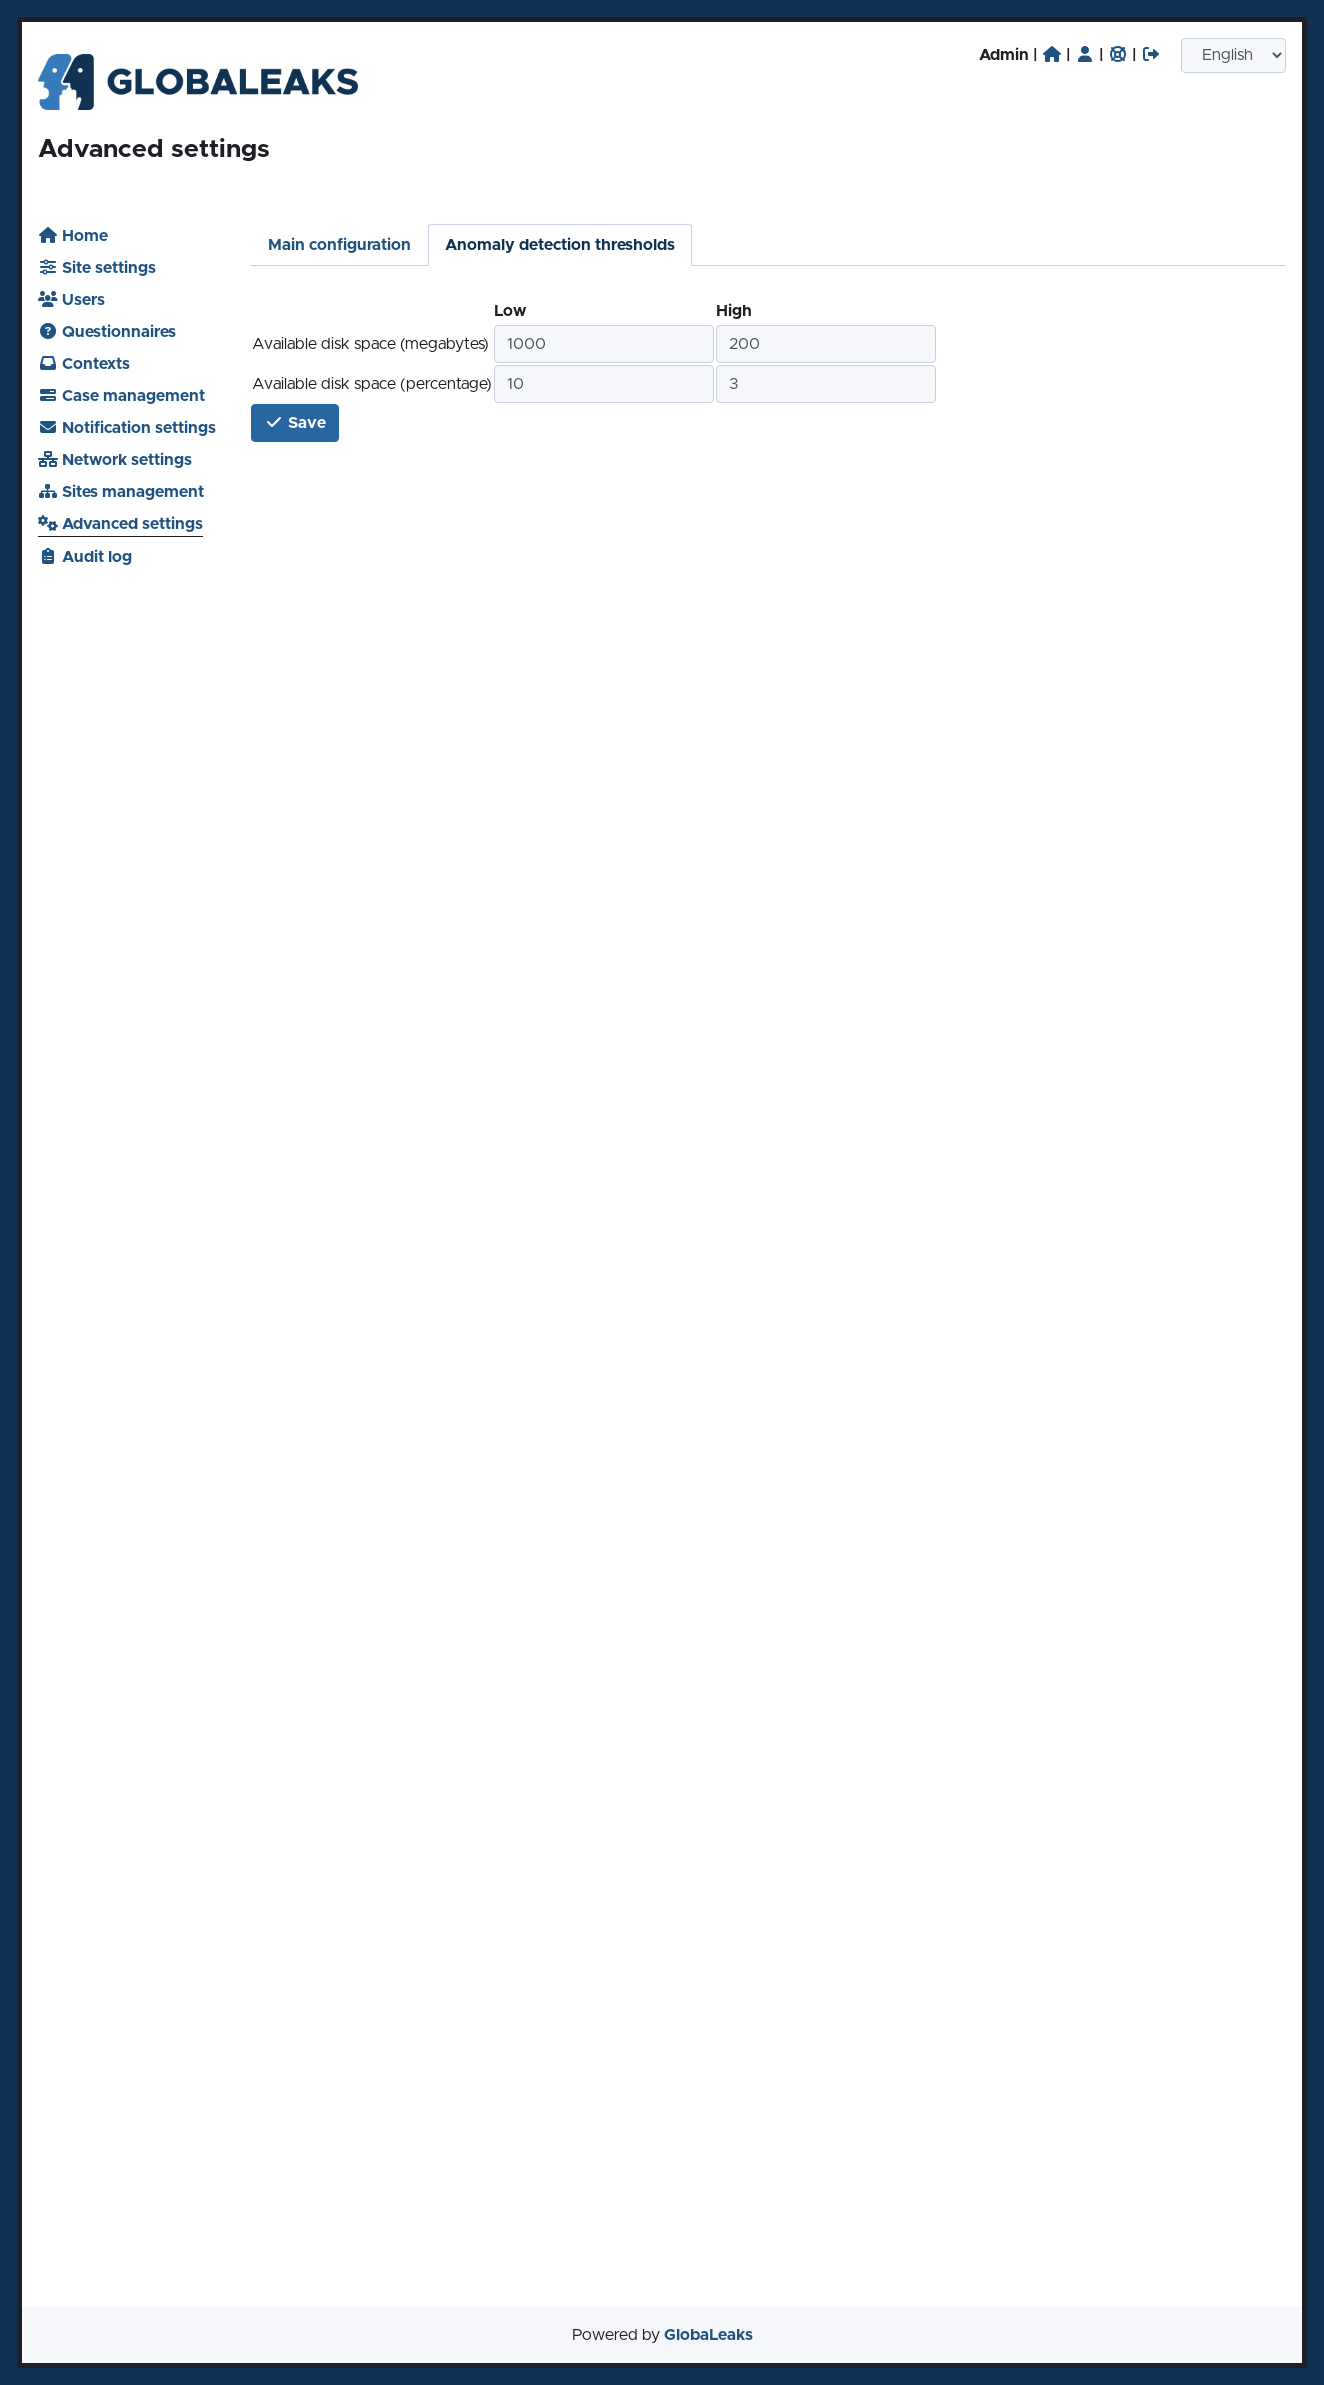 Admin | | | |
English
GLOBALEAKS
Advanced settings
Home
Site settings
Users
Questionnaires
Contexts
Case management
Notification settings
Network settings
Sites management
Advanced settings
Audit log
Main configuration
Anomaly detection thresholds
Low High
Available disk space (megabytes) 1000 200
Available disk space (percentage) 10 3
Save
Powered by GlobaLeaks